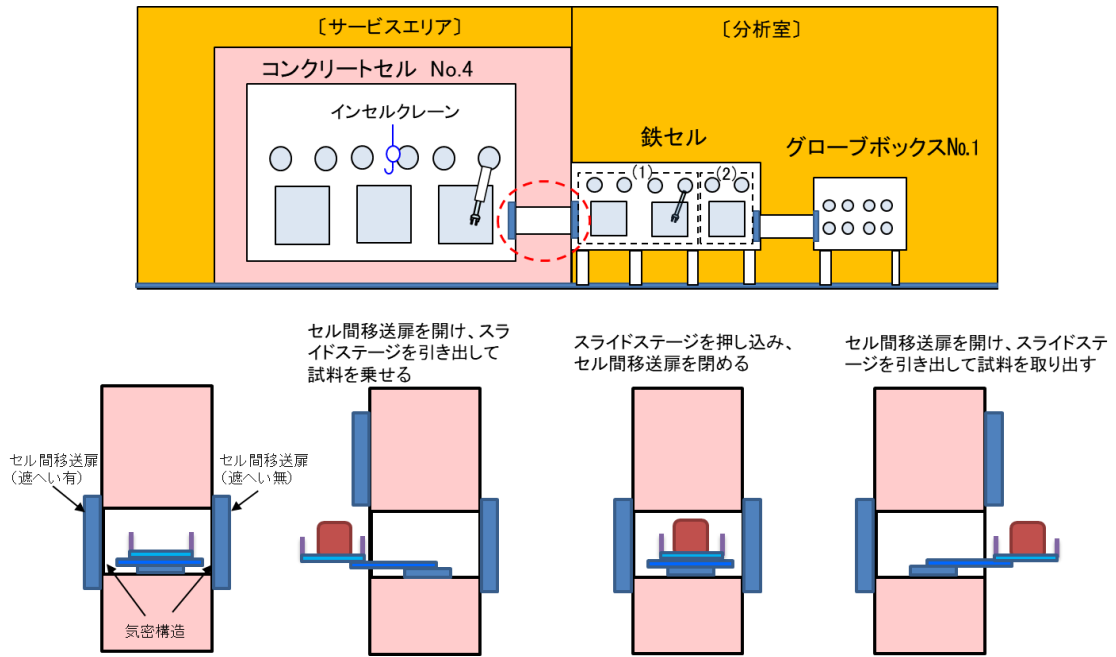 〔サービスエリア〕
〔分析室〕
コンクリートセル No.4
インセルクレーン
鉄セル
グローブボックス№1
(1)
(2)
セル間移送扉を開け、スラ
イドステージを引き出して
試料を乗せる
スライドステージを押し込み、
セル間移送扉を閉める
セル間移送扉を開け、スライドステ
ージを引き出して試料を取り出す
セル間移送扉
(遮へい有)
セル間移送扉
(遮へい無)
気密構造